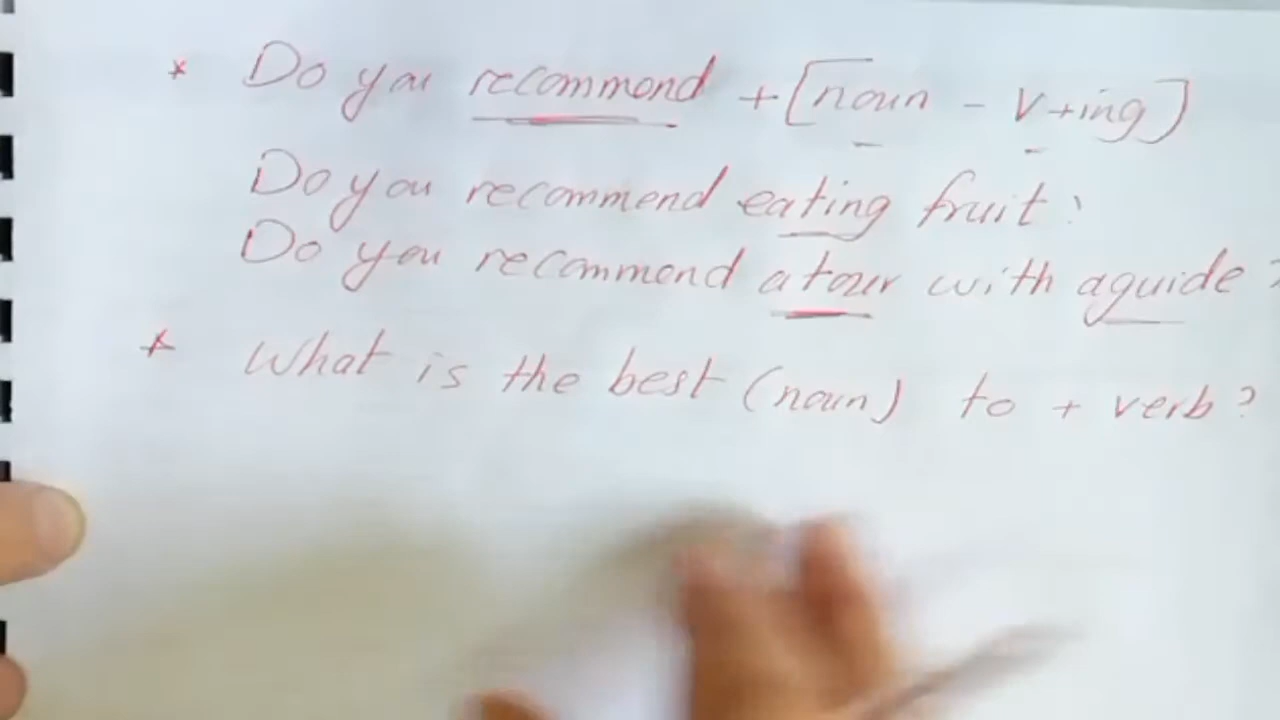 * Do you recommend + [noun - V+ing]
Do you recommend eating fruit?
Do you recommend a tour with a guide?
* What is the best (noun) to + verb?